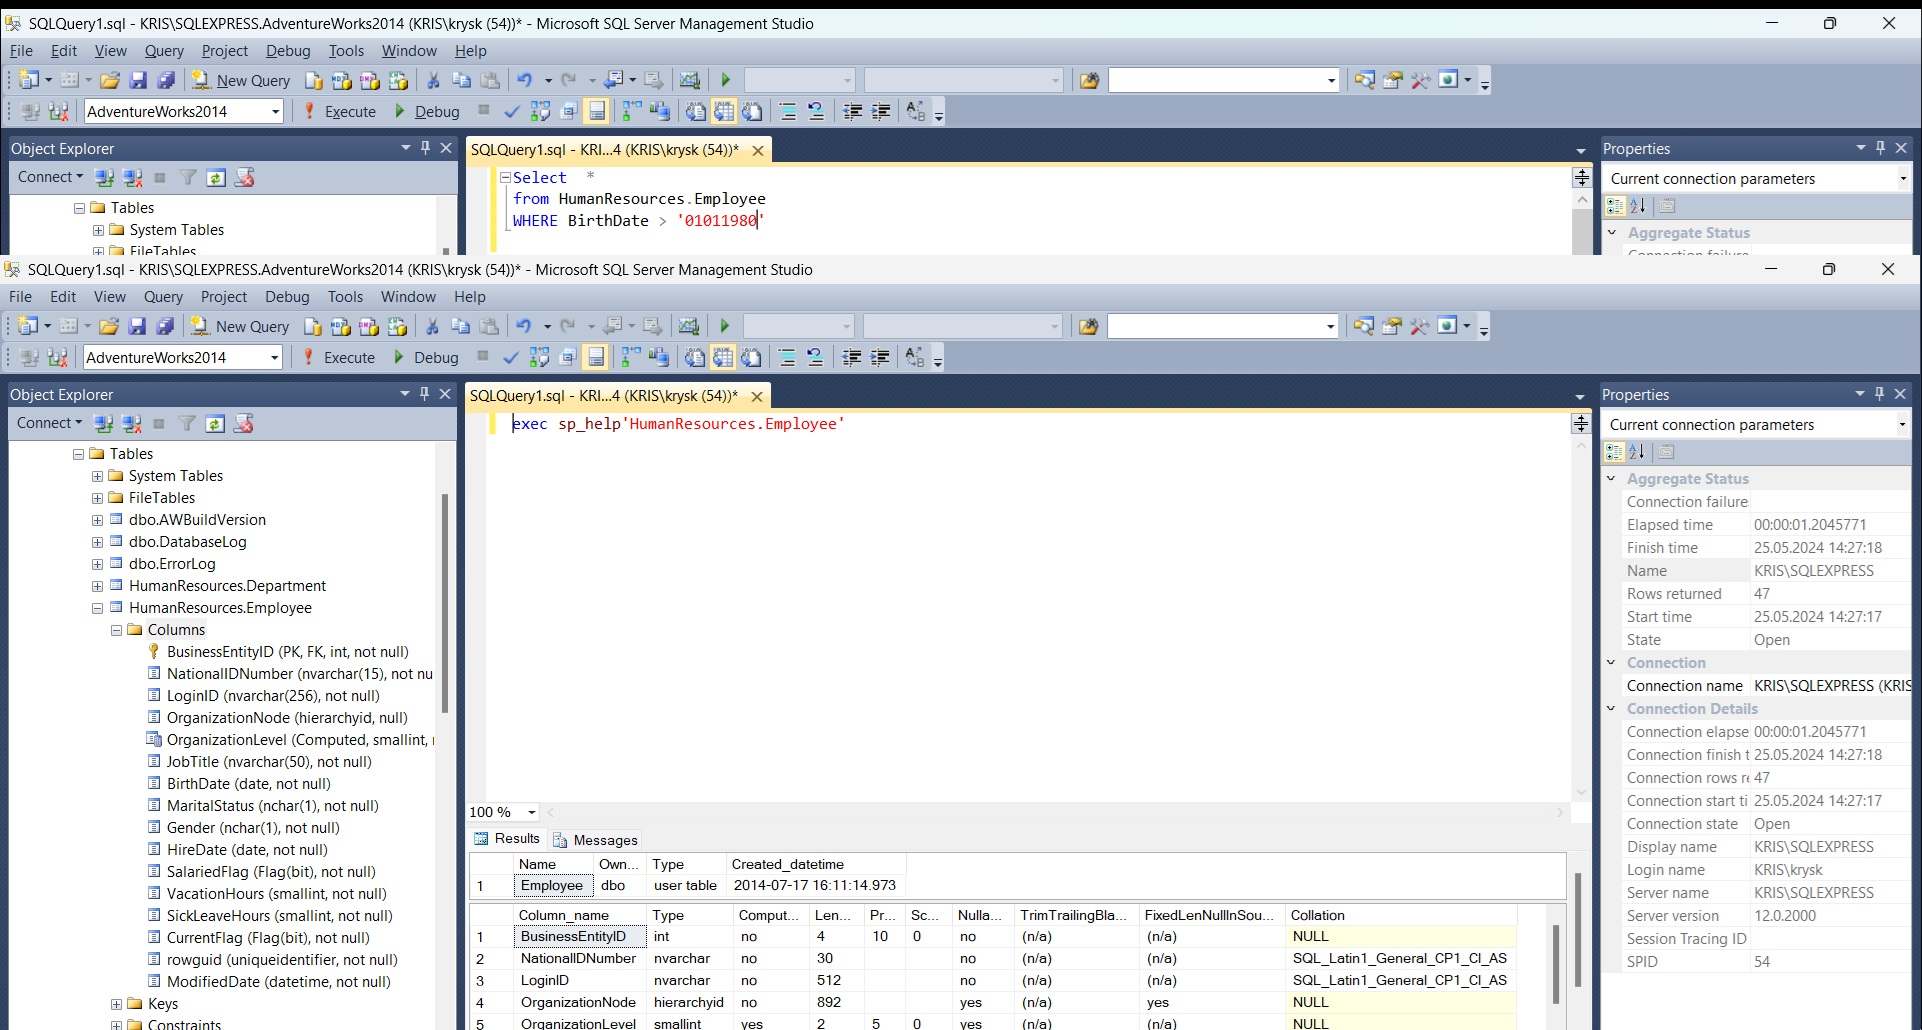 SQLQuery1.sql - KRIS\SQLEXPRESS.AdventureWorks2014 (KRIS\krysk (54))* - Microsoft SQL Server Management Studio
File Edit View Query Project Debug Tools Window Help
New Query
AdventureWorks2014 Execute Debug
Object Explorer
Connect
Tables
System Tables
FileTables
SQLQuery1.sql - KRI...4 (KRIS\krysk (54))*
Select *
from HumanResources.Employee
WHERE BirthDate > '01011980'
Properties
Current connection parameters
Aggregate Status
Connection failure
SQLQuery1.sql - KRIS\SQLEXPRESS.AdventureWorks2014 (KRIS\krysk (54))* - Microsoft SQL Server Management Studio
File Edit View Query Project Debug Tools Window Help
New Query
AdventureWorks2014 Execute Debug
Object Explorer
Connect
Tables
System Tables
FileTables
dbo.AWBuildVersion
dbo.DatabaseLog
dbo.ErrorLog
HumanResources.Department
HumanResources.Employee
Columns
BusinessEntityID (PK, FK, int, not null)
NationalIDNumber (nvarchar(15), not nu
LoginID (nvarchar(256), not null)
OrganizationNode (hierarchyid, null)
OrganizationLevel (Computed, smallint,
JobTitle (nvarchar(50), not null)
BirthDate (date, not null)
MaritalStatus (nchar(1), not null)
Gender (nchar(1), not null)
HireDate (date, not null)
SalariedFlag (Flag(bit), not null)
VacationHours (smallint, not null)
SickLeaveHours (smallint, not null)
CurrentFlag (Flag(bit), not null)
rowguid (uniqueidentifier, not null)
ModifiedDate (datetime, not null)
Keys
Constraints
SQLQuery1.sql - KRI...4 (KRIS\krysk (54))*
exec sp_help'HumanResources.Employee'
100 %
Results Messages
Name Own... Type Created_datetime
1 Employee dbo user table 2014-07-17 16:11:14.973
Column_name Type Comput... Len... Pr... Sc... Nulla... TrimTrailingBla... FixedLenNullInSou... Collation
1 BusinessEntityID int no 4 10 0 no (n/a) (n/a) NULL
2 NationalIDNumber nvarchar no 30 no (n/a) (n/a) SQL_Latin1_General_CP1_CI_AS
3 LoginID nvarchar no 512 no (n/a) (n/a) SQL_Latin1_General_CP1_CI_AS
4 OrganizationNode hierarchyid no 892 yes (n/a) yes NULL
5 OrganizationLevel smallint yes 2 5 0 yes (n/a) (n/a) NULL
Properties
Current connection parameters
Aggregate Status
Connection failure
Elapsed time 00:00:01.2045771
Finish time 25.05.2024 14:27:18
Name KRIS\SQLEXPRESS
Rows returned 47
Start time 25.05.2024 14:27:17
State Open
Connection
Connection name KRIS\SQLEXPRESS (KRIS
Connection Details
Connection elapse 00:00:01.2045771
Connection finish t 25.05.2024 14:27:18
Connection rows re 47
Connection start ti 25.05.2024 14:27:17
Connection state Open
Display name KRIS\SQLEXPRESS
Login name KRIS\krysk
Server name KRIS\SQLEXPRESS
Server version 12.0.2000
Session Tracing ID
SPID 54